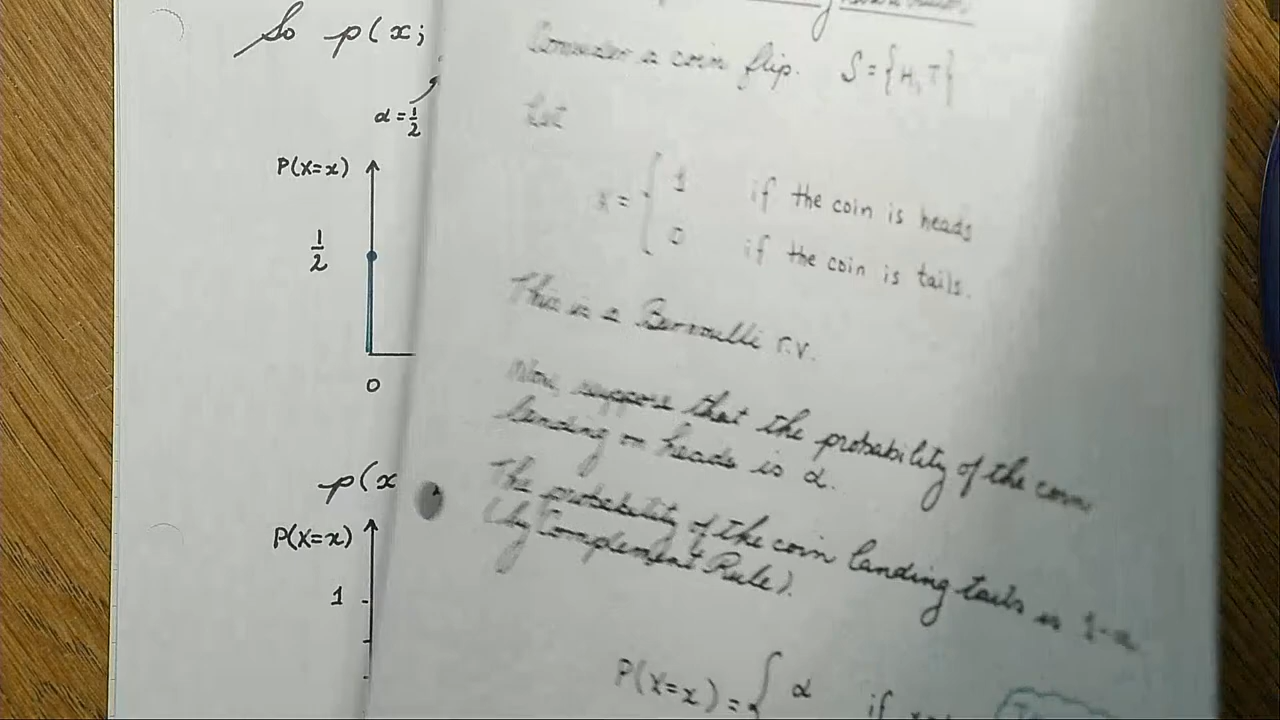 So p(x;
α = 1/2
P(X=x)
1/2
0
p(x
P(X=x)
1
Consider a coin flip. S = {H, T}
Let
X = { 1 if the coin is heads
0 if the coin is tails.
This is a Bernoulli r.v.
Now, suppose that the probability of the coin
landing on heads is α.
The probability of the coin landing tails is 1-α
(by Complement Rule).
P(X=x) = { α if